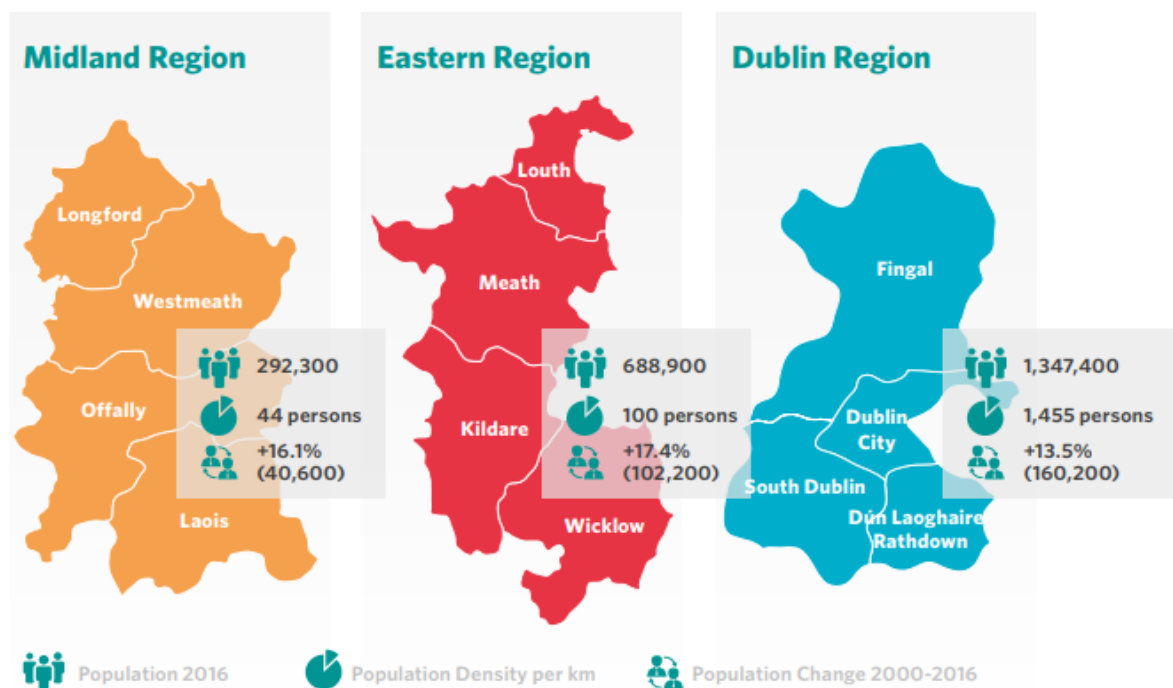 Midland Region
Longford
Westmeath
Offally
Laois
292,300
44 persons
+16.1%
(40,600)
Eastern Region
Louth
Meath
Kildare
Wicklow
688,900
100 persons
+17.4%
(102,200)
Dublin Region
Fingal
Dublin
City
South Dublin
Dún Laoghaire
Rathdown
1,347,400
1,455 persons
+13.5%
(160,200)
Population 2016
Population Density per km
Population Change 2000-2016